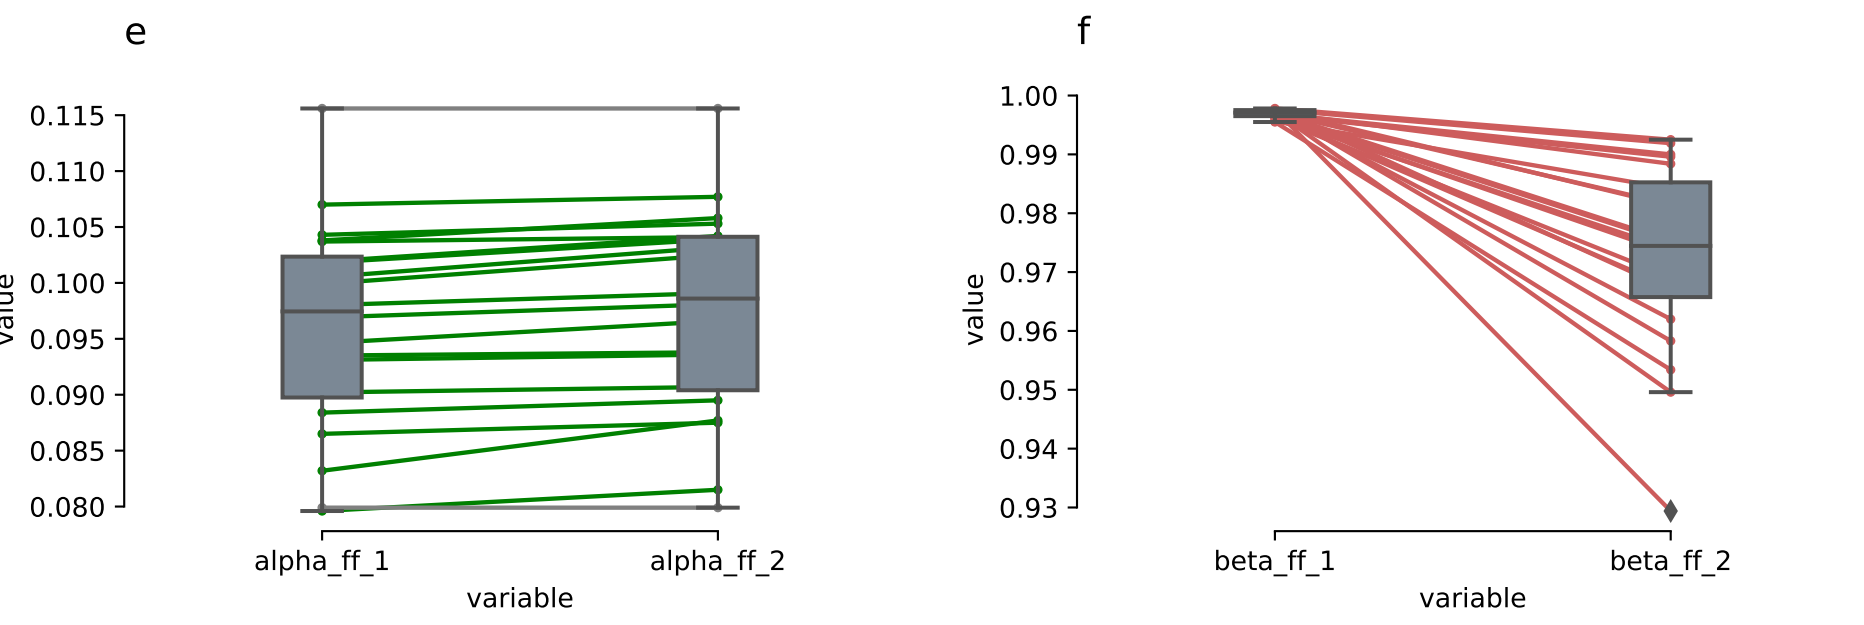 e
value
0.115
0.110
0.105
0.100
0.095
0.090
0.085
0.080
alpha_ff_1
alpha_ff_2
variable
f
value
1.00
0.99
0.98
0.97
0.96
0.95
0.94
0.93
beta_ff_1
beta_ff_2
variable